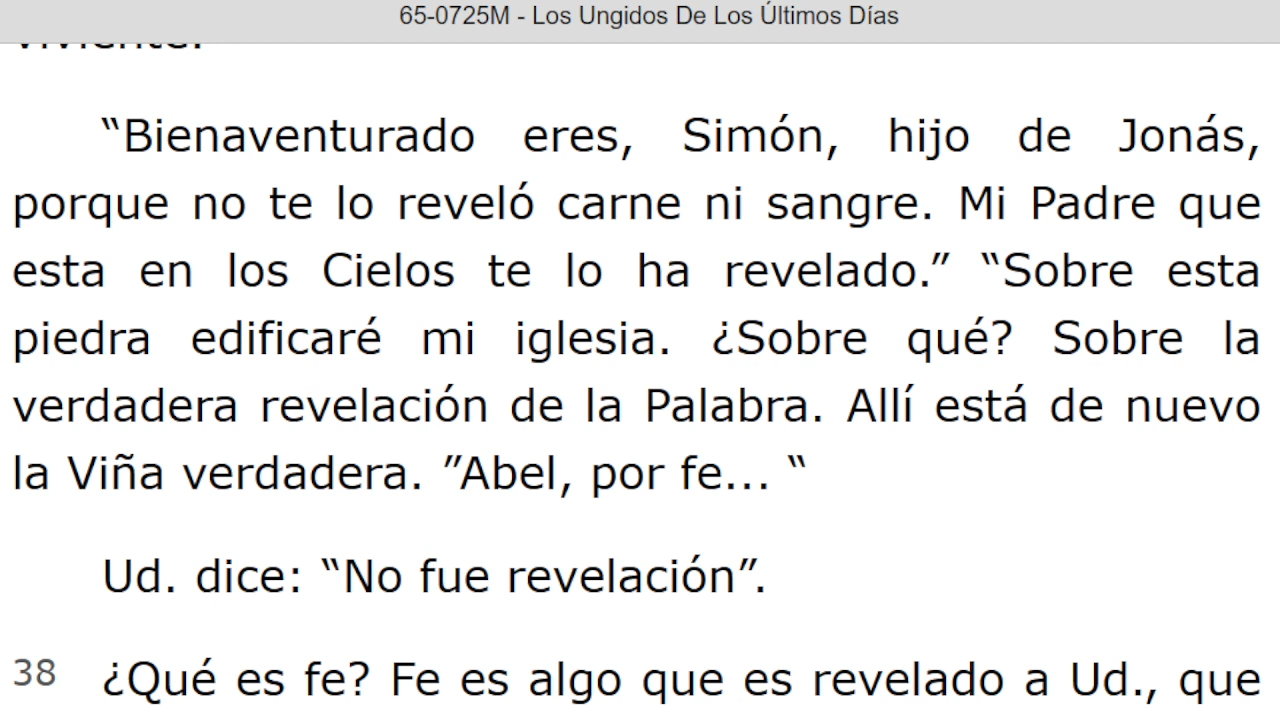 65-0725M - Los Ungidos De Los Últimos Días
viviente.
“Bienaventurado eres, Simón, hijo de Jonás,
porque no te lo reveló carne ni sangre. Mi Padre que
esta en los Cielos te lo ha revelado.” “Sobre esta
piedra edificaré mi iglesia. ¿Sobre qué? Sobre la
verdadera revelación de la Palabra. Allí está de nuevo
la Viña verdadera. ”Abel, por fe... “
Ud. dice: “No fue revelación”.
38 ¿Qué es fe? Fe es algo que es revelado a Ud., que